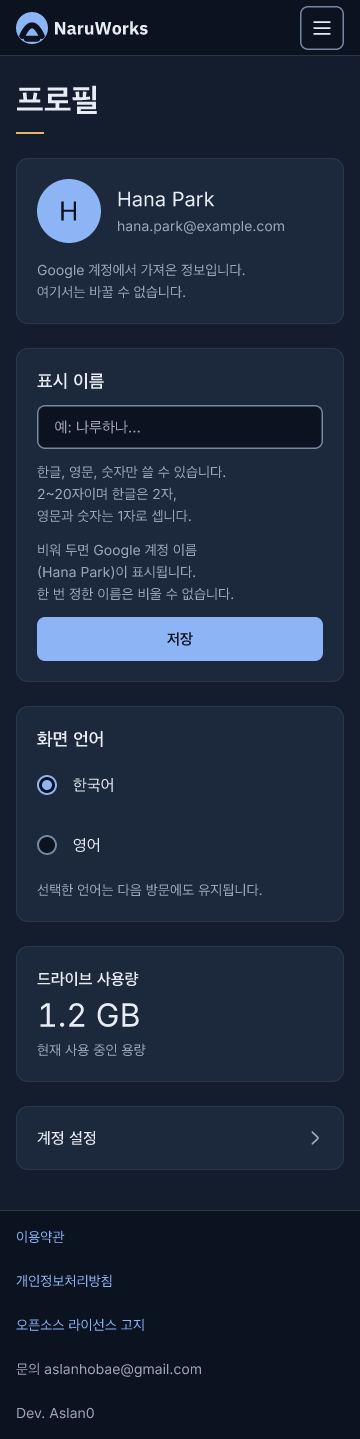 NaruWorks
프로필
H
Hana Park
hana.park@example.com
Google 계정에서 가져온 정보입니다.
여기서는 바꿀 수 없습니다.
표시 이름
예: 나루하나...
한글, 영문, 숫자만 쓸 수 있습니다.
2~20자이며 한글은 2자,
영문과 숫자는 1자로 셉니다.
비워 두면 Google 계정 이름
(Hana Park)이 표시됩니다.
한 번 정한 이름은 비울 수 없습니다.
저장
화면 언어
한국어
영어
선택한 언어는 다음 방문에도 유지됩니다.
드라이브 사용량
1.2 GB
현재 사용 중인 용량
계정 설정
이용약관
개인정보처리방침
오픈소스 라이선스 고지
문의 aslanhobae@gmail.com
Dev. Aslan0